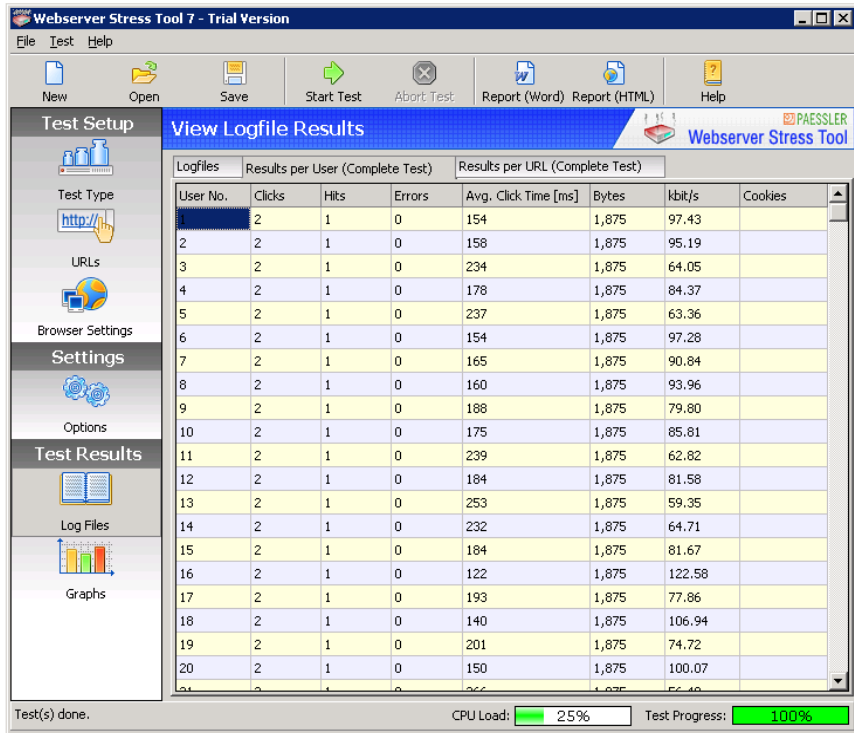 Webserver Stress Tool 7 - Trial Version
File Test Help
New Open Save Start Test Abort Test Report (Word) Report (HTML) Help
Test Setup
Test Type
http://
URLs
Browser Settings
Settings
Options
Test Results
Log Files
Graphs
View Logfile Results
PAESSLER
Webserver Stress Tool
Logfiles Results per User (Complete Test) Results per URL (Complete Test)
User No. Clicks Hits Errors Avg. Click Time [ms] Bytes kbit/s Cookies
1 2 1 0 154 1,875 97.43
2 2 1 0 158 1,875 95.19
3 2 1 0 234 1,875 64.05
4 2 1 0 178 1,875 84.37
5 2 1 0 237 1,875 63.36
6 2 1 0 154 1,875 97.28
7 2 1 0 165 1,875 90.84
8 2 1 0 160 1,875 93.96
9 2 1 0 188 1,875 79.80
10 2 1 0 175 1,875 85.81
11 2 1 0 239 1,875 62.82
12 2 1 0 184 1,875 81.58
13 2 1 0 253 1,875 59.35
14 2 1 0 232 1,875 64.71
15 2 1 0 184 1,875 81.67
16 2 1 0 122 1,875 122.58
17 2 1 0 193 1,875 77.86
18 2 1 0 140 1,875 106.94
19 2 1 0 201 1,875 74.72
20 2 1 0 150 1,875 100.07
Test(s) done.
CPU Load: 25% Test Progress: 100%